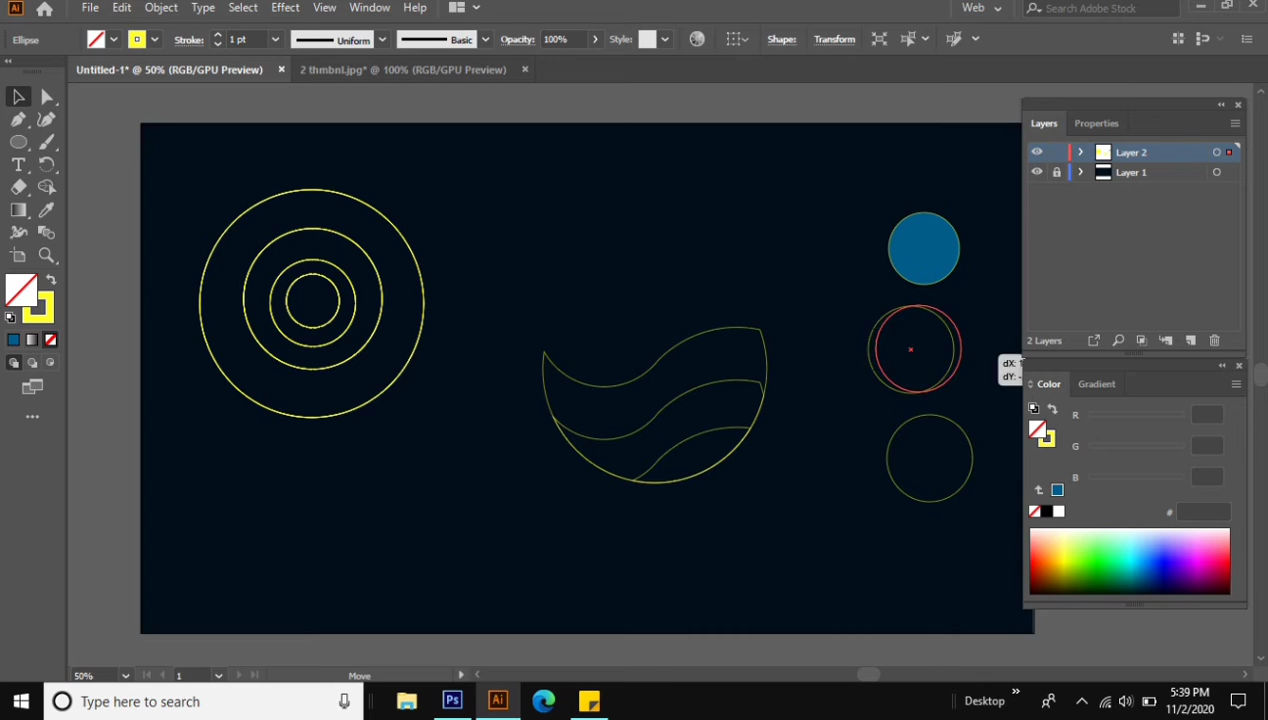 Ai File Edit Object Type Select Effect View Window Help Web Search Adobe Stock
Ellipse Stroke: 1 pt Uniform Basic Opacity: 100% Style: Shape: Transform
Untitled-1* @ 50% (RGB/GPU Preview) 2 thmbnl.jpg* @ 100% (RGB/GPU Preview)
Layers Properties
Layer 2
Layer 1
2 Layers
dX: 1
dY: -
Color Gradient
R
G
B
#
50% 1 Move
Type here to search Ps Ai Desktop 5:39 PM
11/2/2020